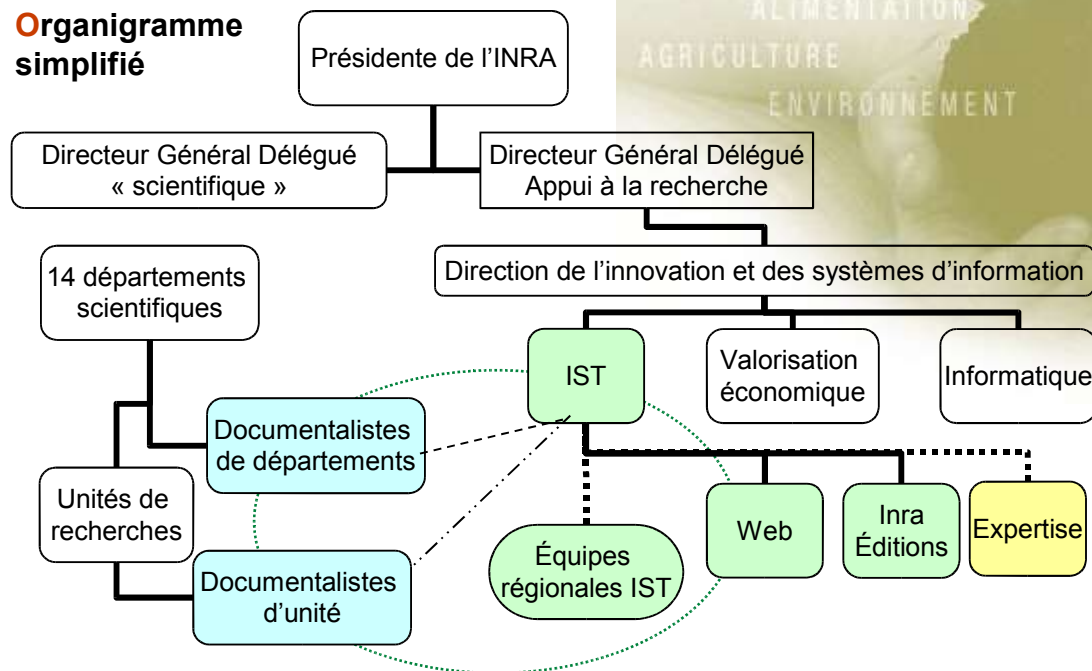 Organigramme
simplifié
ALIMENTATION
AGRICULTURE
ENVIRONNEMENT
Présidente de l’INRA
Directeur Général Délégué
« scientifique »
Directeur Général Délégué
Appui à la recherche
Direction de l’innovation et des systèmes d’information
14 départements
scientifiques
IST
Valorisation
économique
Informatique
Documentalistes
de départements
Unités de
recherches
Documentalistes
d’unité
Équipes
régionales IST
Web
Inra
Éditions
Expertise